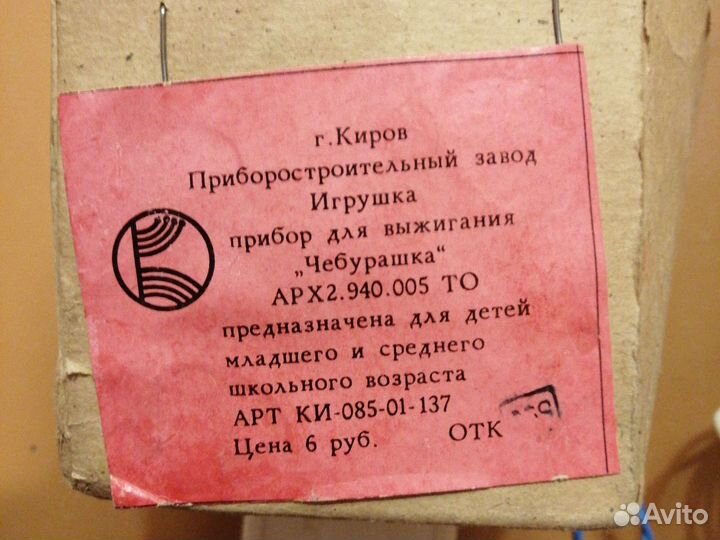 г.Киров
Приборостроительный завод
Игрушка
прибор для выжигания
„Чебурашка“
АРХ2.940.005 ТО
предназначена для детей
младшего и среднего
школьного возраста
АРТ КИ-085-01-137
Цена 6 руб. ОТК
Avito